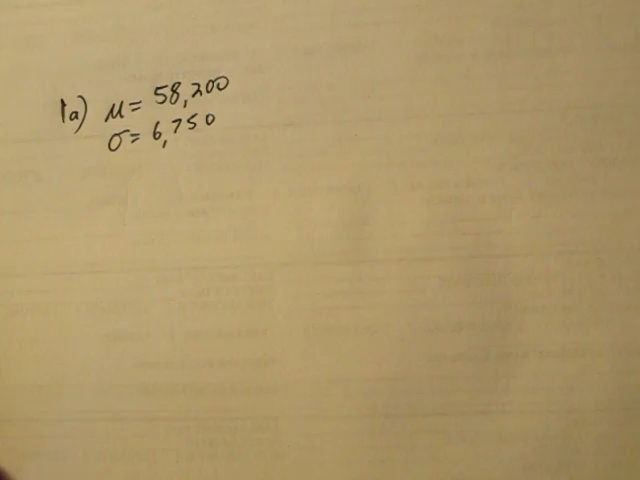 1a) μ = 58,200
σ = 6,750